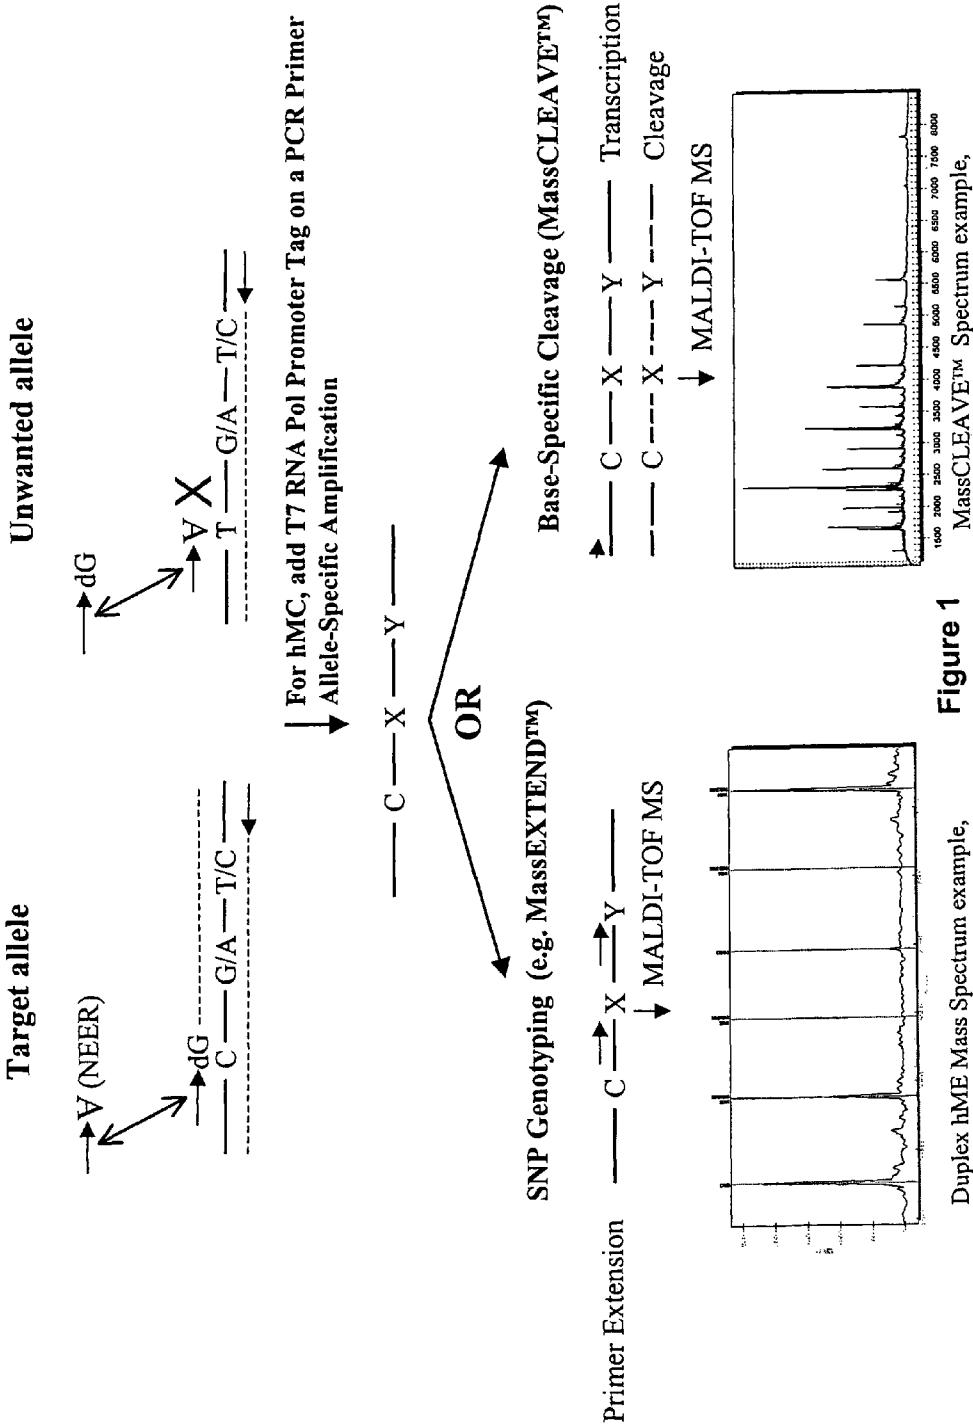 Target allele
Unwanted allele
∀ (NEER)
dG
dG
A X
C G/A T/C
T G/A T/C
For hMC, add T7 RNA Pol Promoter Tag on a PCR Primer
Allele-Specific Amplification
C X Y
OR
SNP Genotyping (e.g. MassEXTEND™)
Base-Specific Cleavage (MassCLEAVE™)
Primer Extension
C X Y
C X Y Transcription
C X Y Cleavage
MALDI-TOF MS
MALDI-TOF MS
1500 2000 2500 3000 3500 4000 4500 5000 5500 6000 6500 7000 7500 8000
Duplex hME Mass Spectrum example,
MassCLEAVE™ Spectrum example,
Figure 1